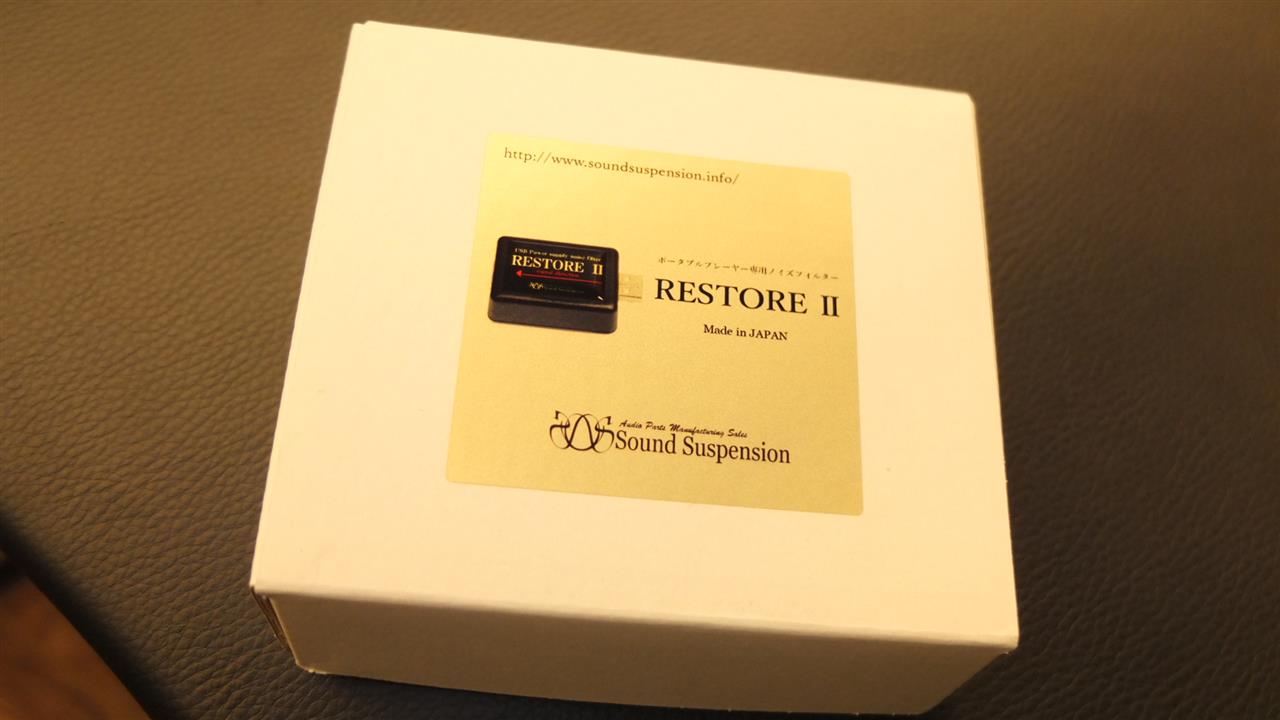 http://www.soundsuspension.info/
USB Power supply noise filter
RESTORE II
ポータブルプレーヤー専用ノイズフィルター
RESTORE II
Made in JAPAN
Audio Parts Manufacturing Sales
Sound Suspension